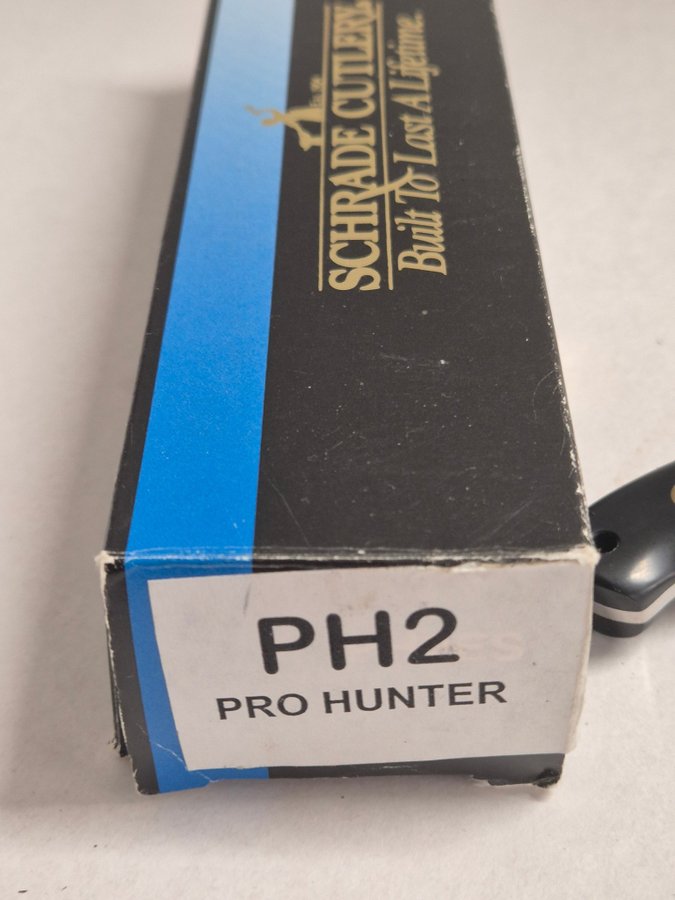 SCHRADE CUTLERY
Built To Last A Lifetime.
PH2
PRO HUNTER